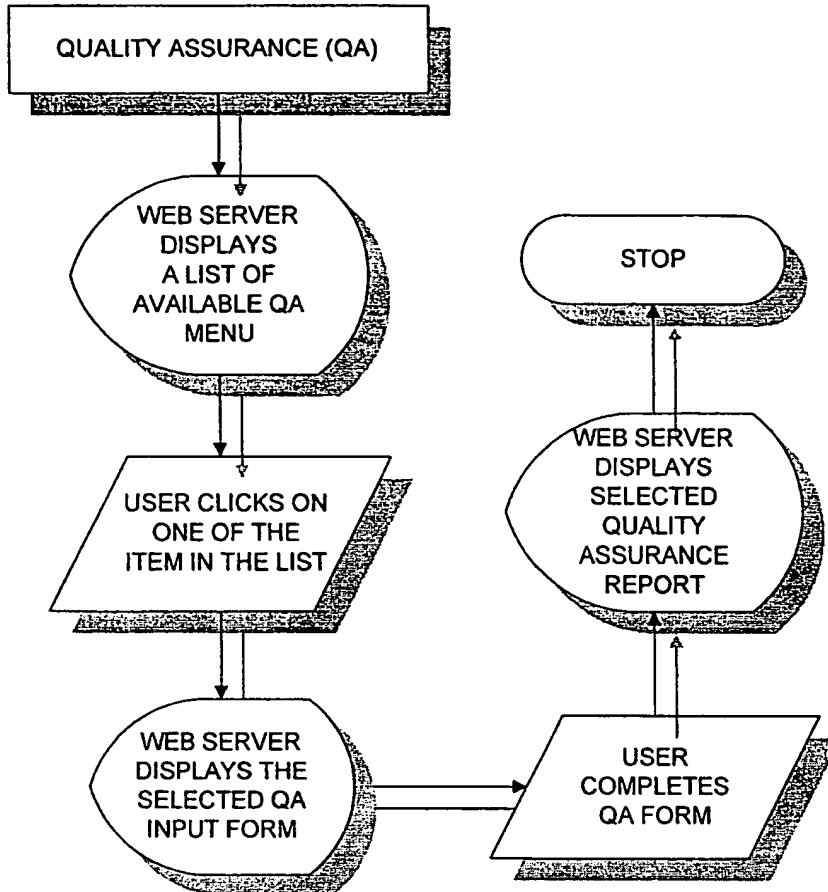 QUALITY ASSURANCE (QA)
WEB SERVER
DISPLAYS
A LIST OF
AVAILABLE QA
MENU
USER CLICKS ON
ONE OF THE
ITEM IN THE LIST
WEB SERVER
DISPLAYS THE
SELECTED QA
INPUT FORM
USER
COMPLETES
QA FORM
WEB SERVER
DISPLAYS
SELECTED
QUALITY
ASSURANCE
REPORT
STOP